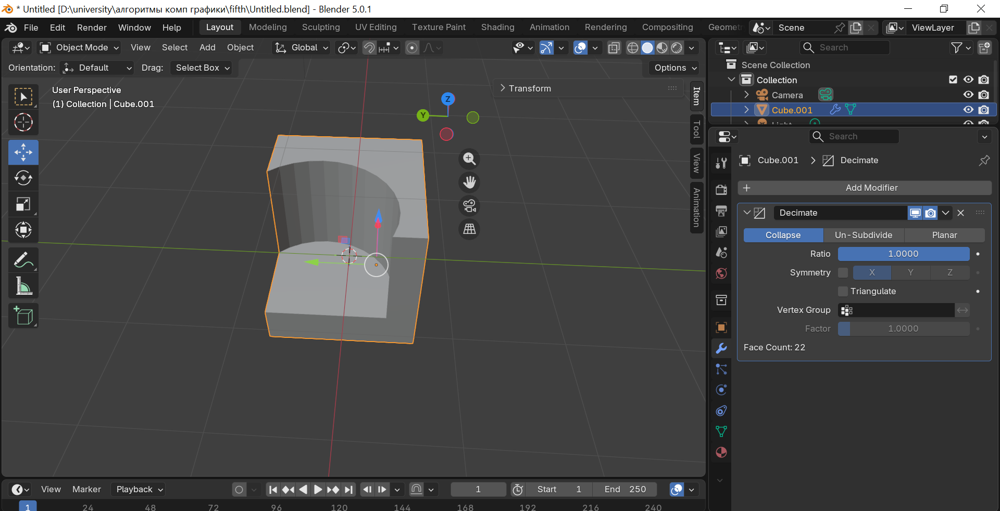 * Untitled [D:\university\алгоритмы комп графики\fifth\Untitled.blend] - Blender 5.0.1
File Edit Render Window Help Layout Modeling Sculpting UV Editing Texture Paint Shading Animation Rendering Compositing Geomet Scene ViewLayer
Object Mode View Select Add Object Global Search
Orientation: Default Drag: Select Box Options
Scene Collection
Collection
Camera
Cube.001
Light
User Perspective
(1) Collection | Cube.001
Transform
Z
Y
Item
Tool
View
Animation
Search
Cube.001 Decimate
+ Add Modifier
Decimate
Collapse Un-Subdivide Planar
Ratio 1.0000
Symmetry X Y Z
Triangulate
Vertex Group
Factor 1.0000
Face Count: 22
View Marker Playback 1 Start 1 End 250
1 24 48 72 96 120 144 168 192 216 240